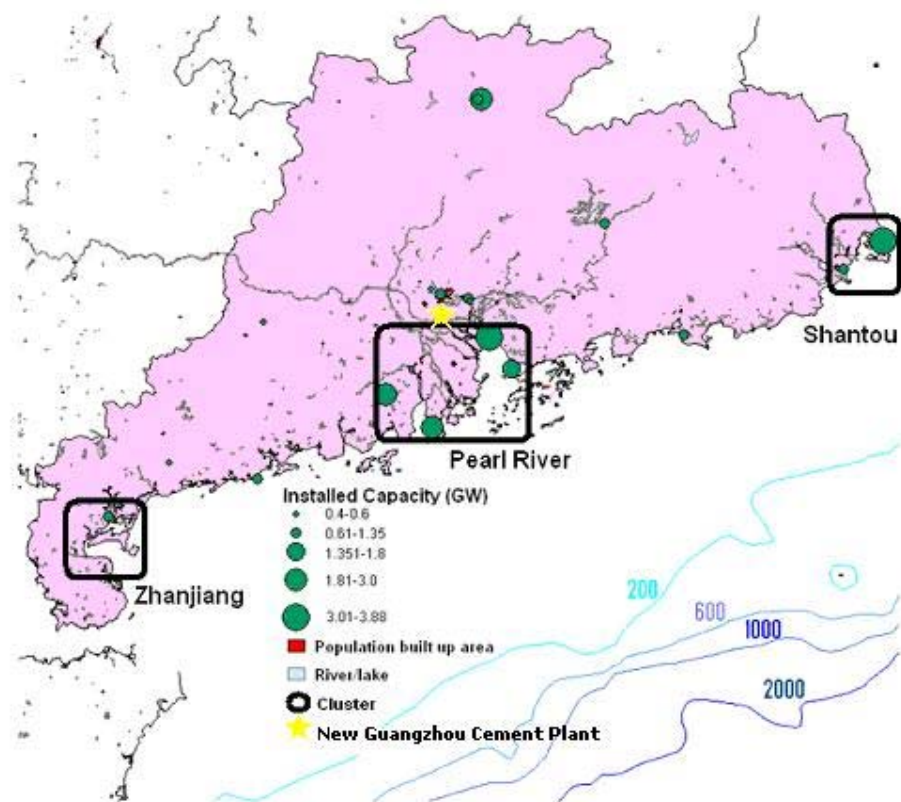 Shantou
Pearl River
Installed Capacity (GW)
0.4-0.6
0.61-1.35
1.351-1.8
1.81-3.0
3.01-3.88
Population built up area
River/lake
Cluster
New Guangzhou Cement Plant
Zhanjiang
200
600
1000
2000